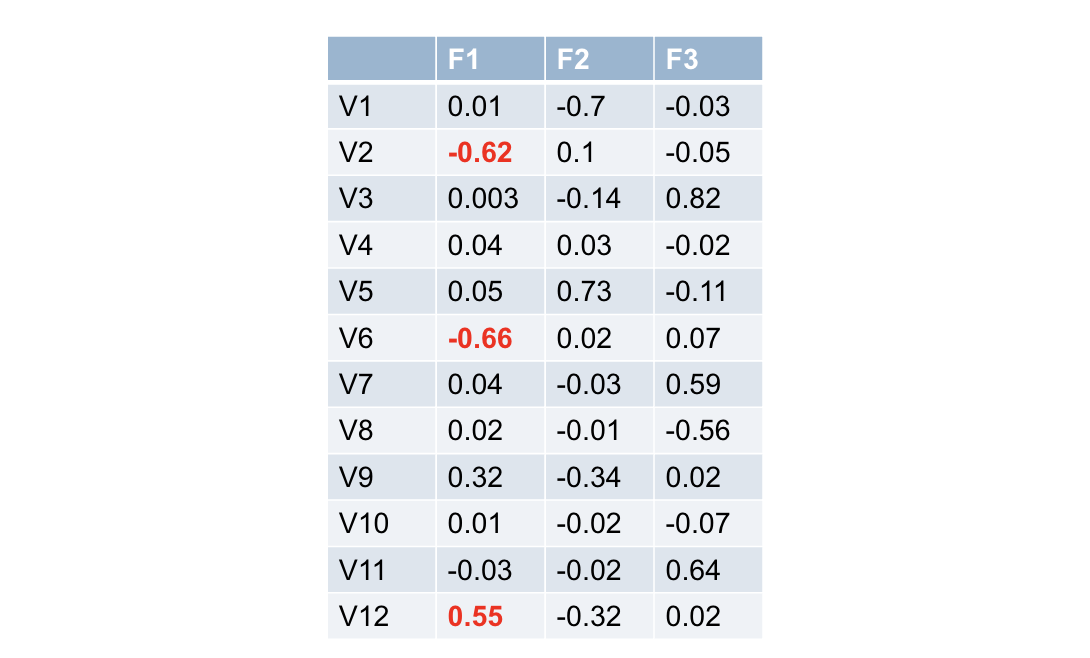 F1 F2 F3
V1 0.01 -0.7 -0.03
V2 -0.62 0.1 -0.05
V3 0.003 -0.14 0.82
V4 0.04 0.03 -0.02
V5 0.05 0.73 -0.11
V6 -0.66 0.02 0.07
V7 0.04 -0.03 0.59
V8 0.02 -0.01 -0.56
V9 0.32 -0.34 0.02
V10 0.01 -0.02 -0.07
V11 -0.03 -0.02 0.64
V12 0.55 -0.32 0.02